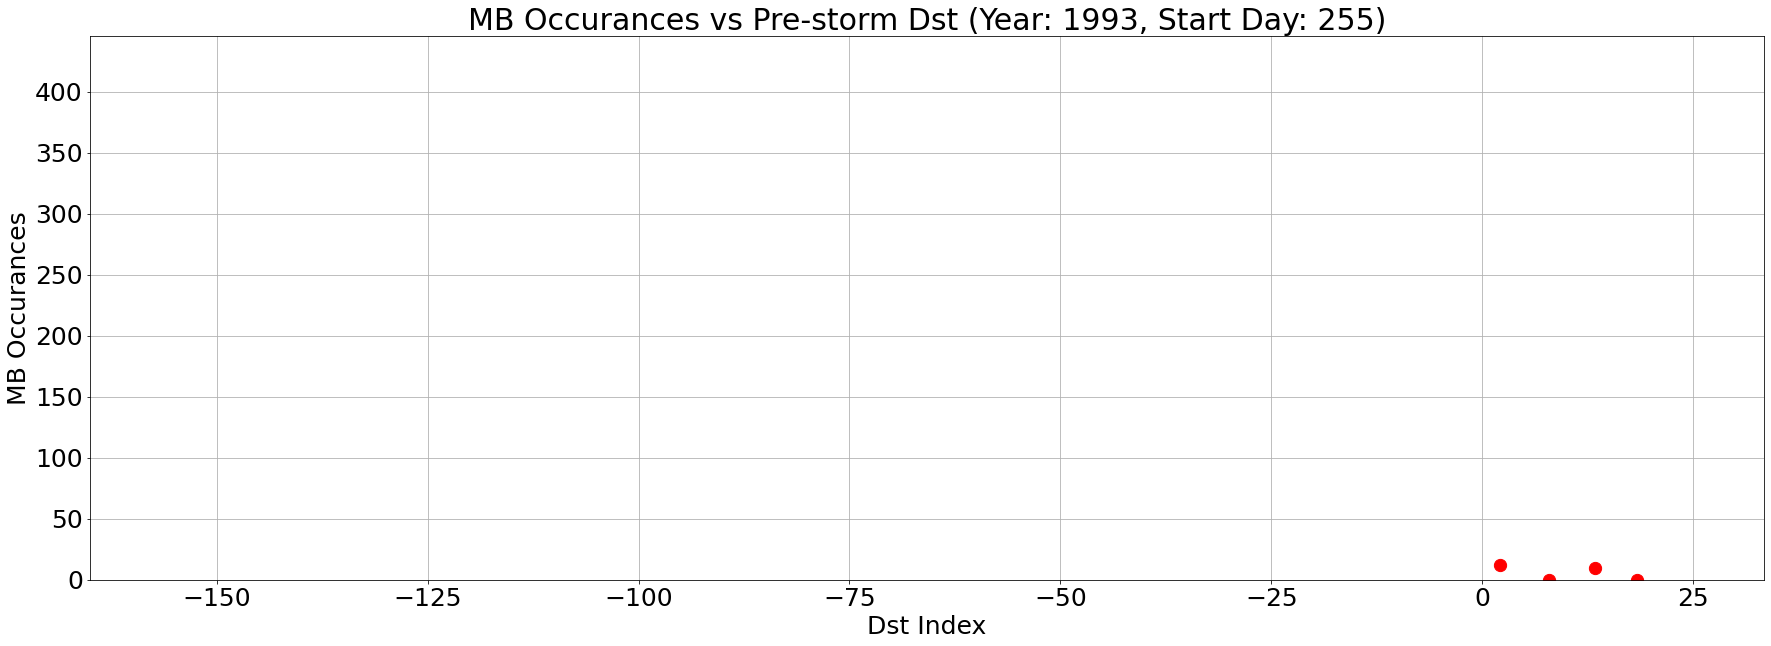 MB Occurances vs Pre-storm Dst (Year: 1993, Start Day: 255)
400
350
300
250
200
150
100
50
0
MB Occurances
−150 −125 −100 −75 −50 −25 0 25
Dst Index